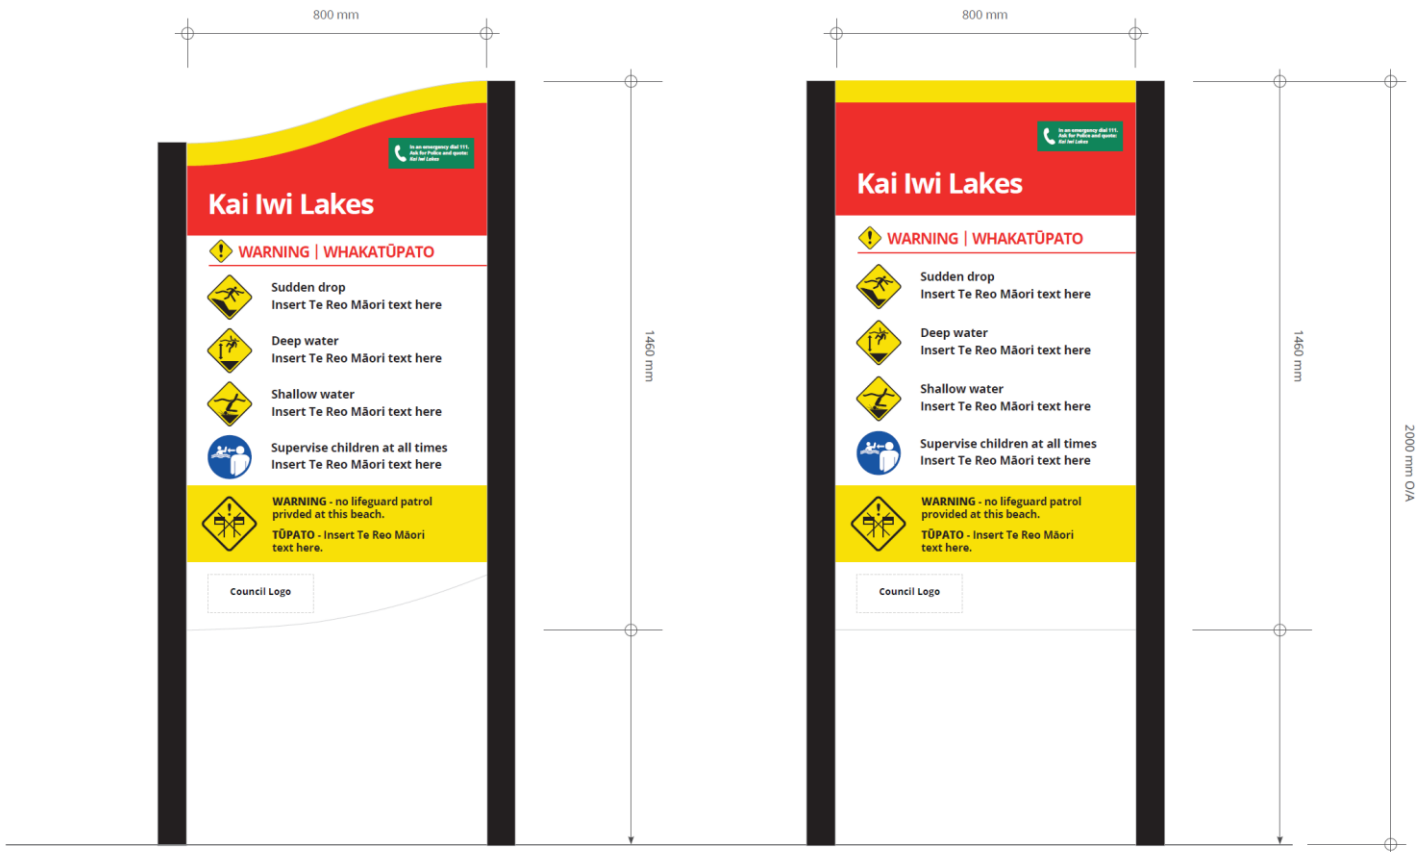 800 mm
In an emergency dial 111.
Ask for Police and quote:
Kai Iwi Lakes
Kai Iwi Lakes
WARNING | WHAKATŪPATO
Sudden drop
Insert Te Reo Māori text here
Deep water
Insert Te Reo Māori text here
Shallow water
Insert Te Reo Māori text here
Supervise children at all times
Insert Te Reo Māori text here
WARNING - no lifeguard patrol
privded at this beach.
TŪPATO - Insert Te Reo Māori
text here.
Council Logo
1460 mm
800 mm
In an emergency dial 111.
Ask for Police and quote:
Kai Iwi Lakes
Kai Iwi Lakes
WARNING | WHAKATŪPATO
Sudden drop
Insert Te Reo Māori text here
Deep water
Insert Te Reo Māori text here
Shallow water
Insert Te Reo Māori text here
Supervise children at all times
Insert Te Reo Māori text here
WARNING - no lifeguard patrol
provided at this beach.
TŪPATO - Insert Te Reo Māori
text here.
Council Logo
1460 mm
2000 mm O/A